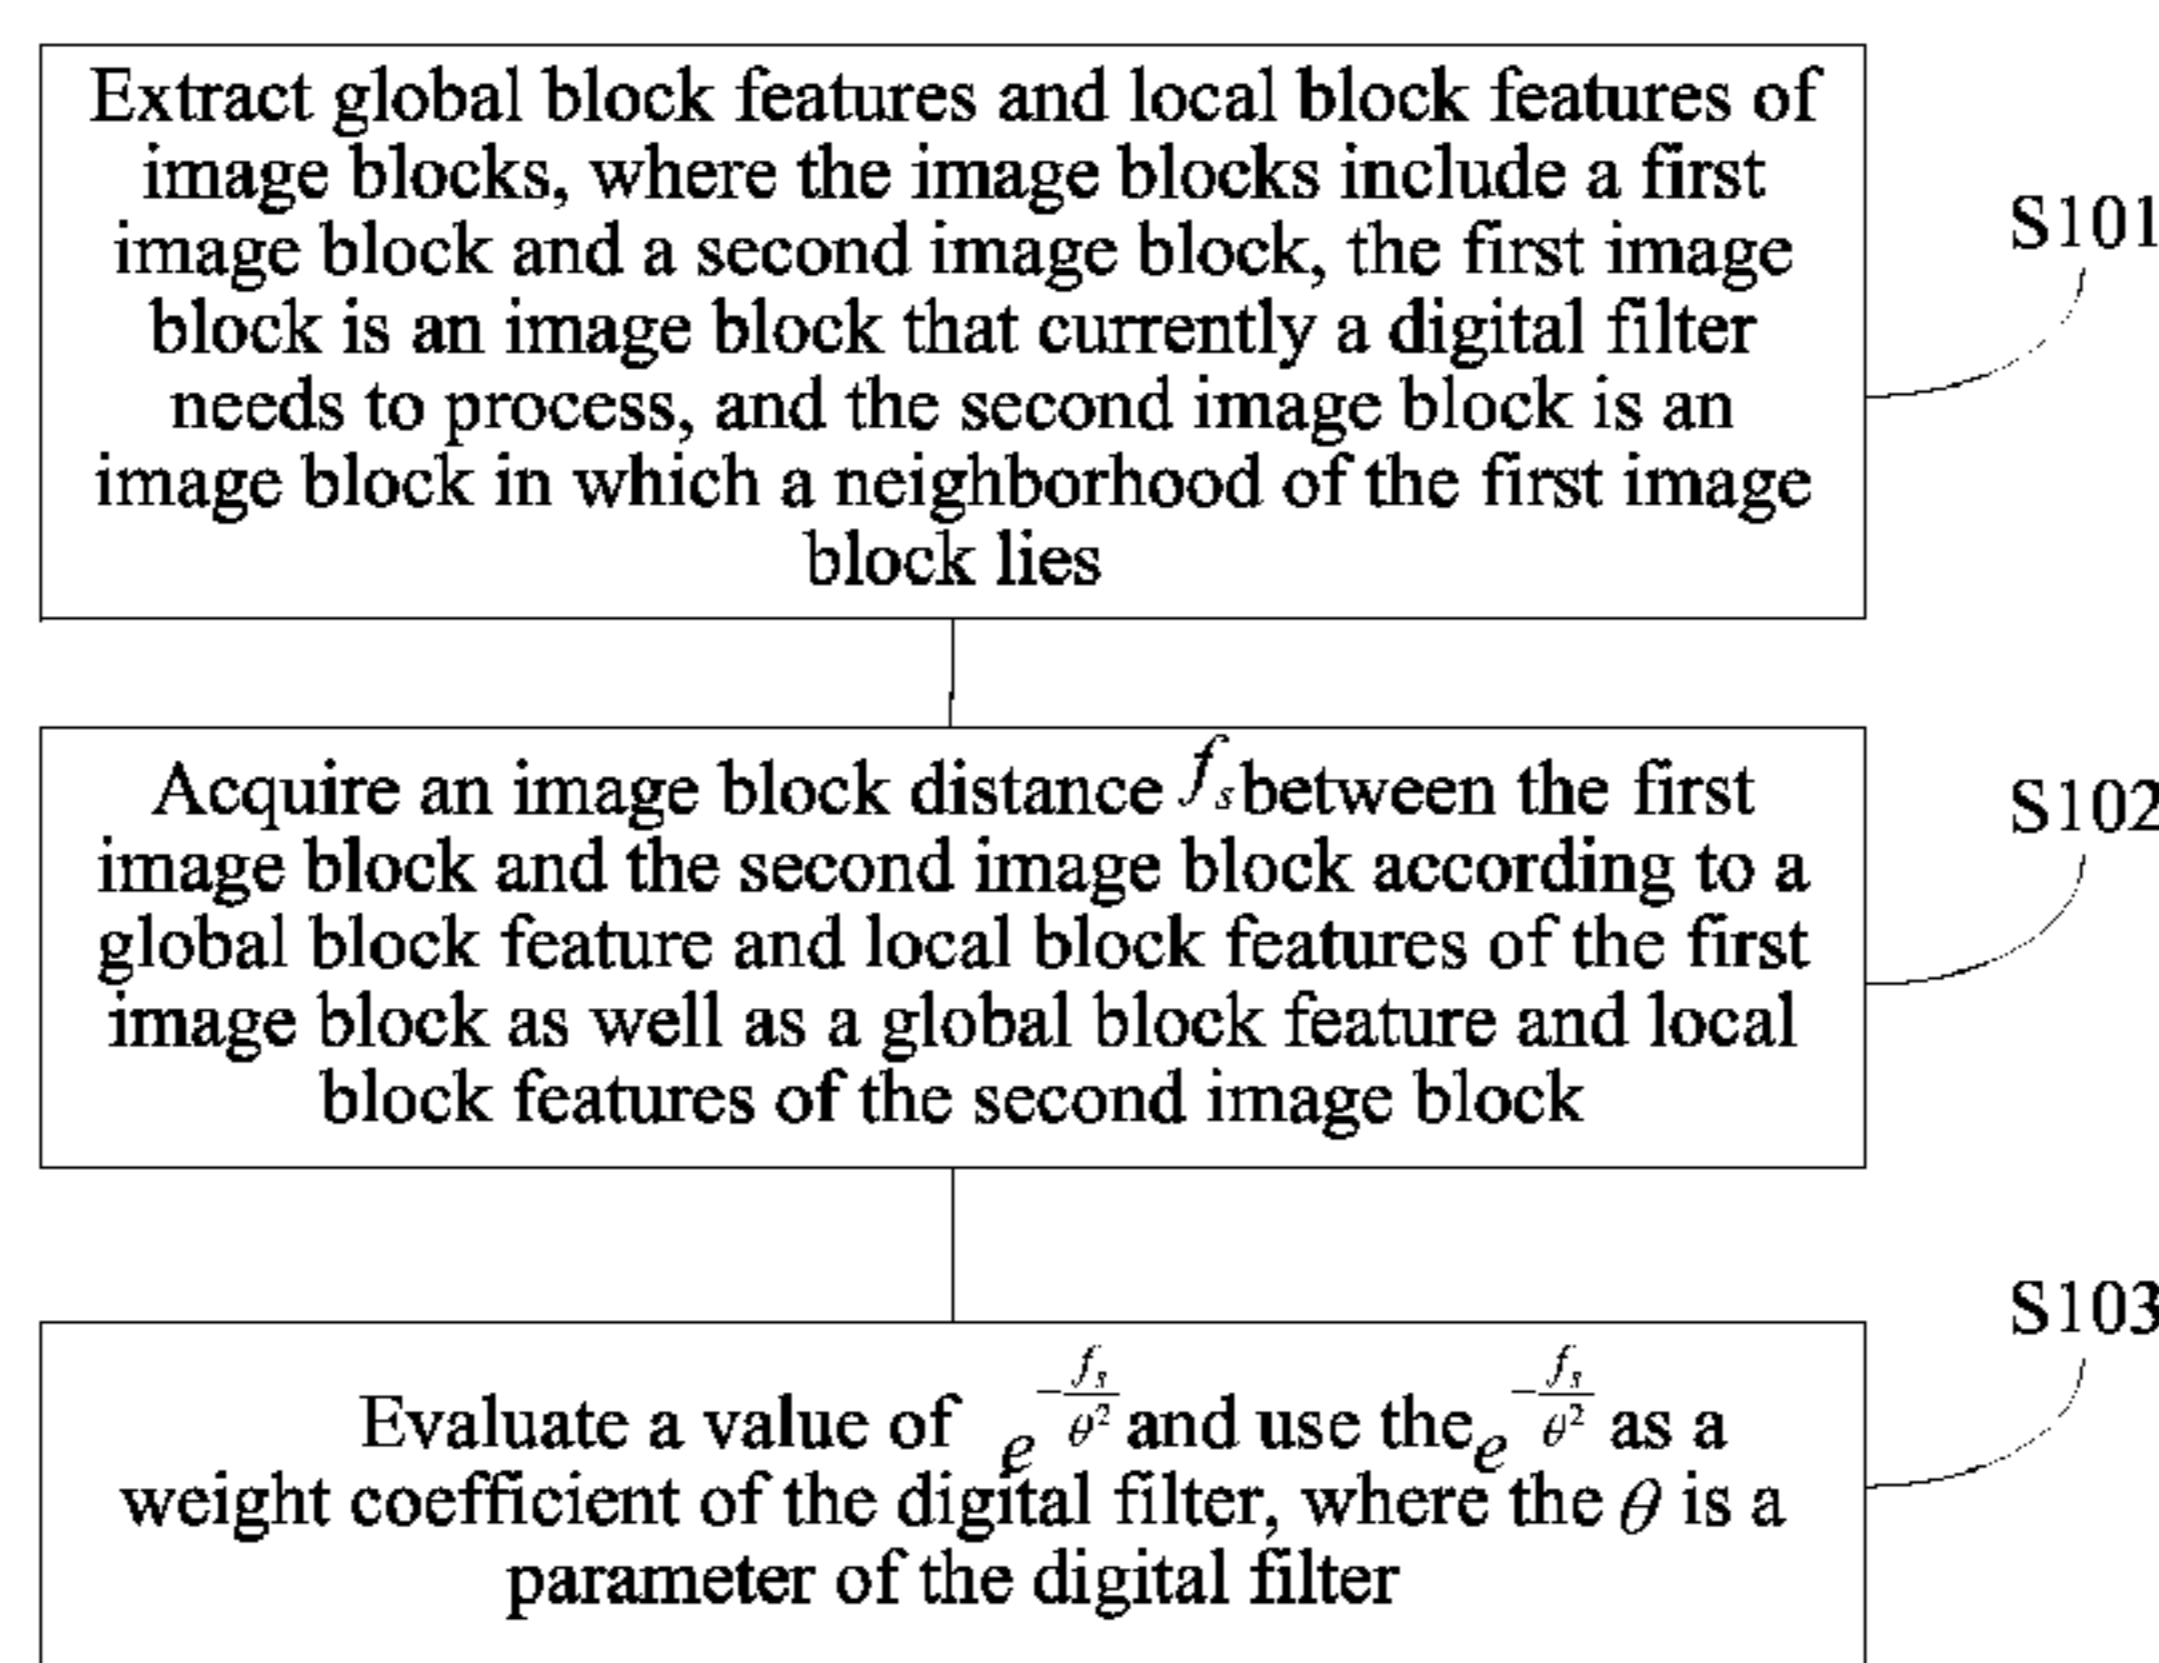 Extract global block features and local block features of
image blocks, where the image blocks include a first
image block and a second image block, the first image
block is an image block that currently a digital filter
needs to process, and the second image block is an
image block in which a neighborhood of the first image
block lies
S101
Acquire an image block distance f_s between the first
image block and the second image block according to a
global block feature and local block features of the first
image block as well as a global block feature and local
block features of the second image block
S102
Evaluate a value of e^{-\frac{f_s}{θ^2}} and use the e^{-\frac{f_s}{θ^2}} as a
weight coefficient of the digital filter, where the θ is a
parameter of the digital filter
S103